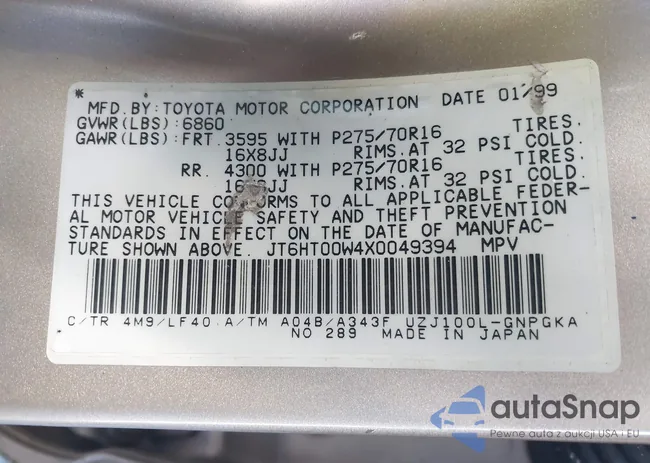 * MFD.BY:TOYOTA MOTOR CORPORATION DATE 01/99
GVWR(LBS):6860
GAWR(LBS):FRT.3595 WITH P275/70R16 TIRES.
16X8JJ RIMS.AT 32 PSI COLD.
RR. 4300 WITH P275/70R16 TIRES.
JJ RIMS.AT 32 PSI COLD.
THIS VEHICLE TO ALL APPLICABLE FEDER-
AL MOTOR VEHICLE SAFETY AND THEFT PREVENTION
STANDARDS IN EFFECT ON THE DATE OF MANUFAC-
TURE SHOWN ABOVE. JT6HT00W4X0049394 MPV
C/TR 4M9/LF40 A/TM A04B/A343F UZJ100L-GNPGKA
NO 289 MADE IN JAPAN
autaSnap
Pewne auta z aukcji USA i EU